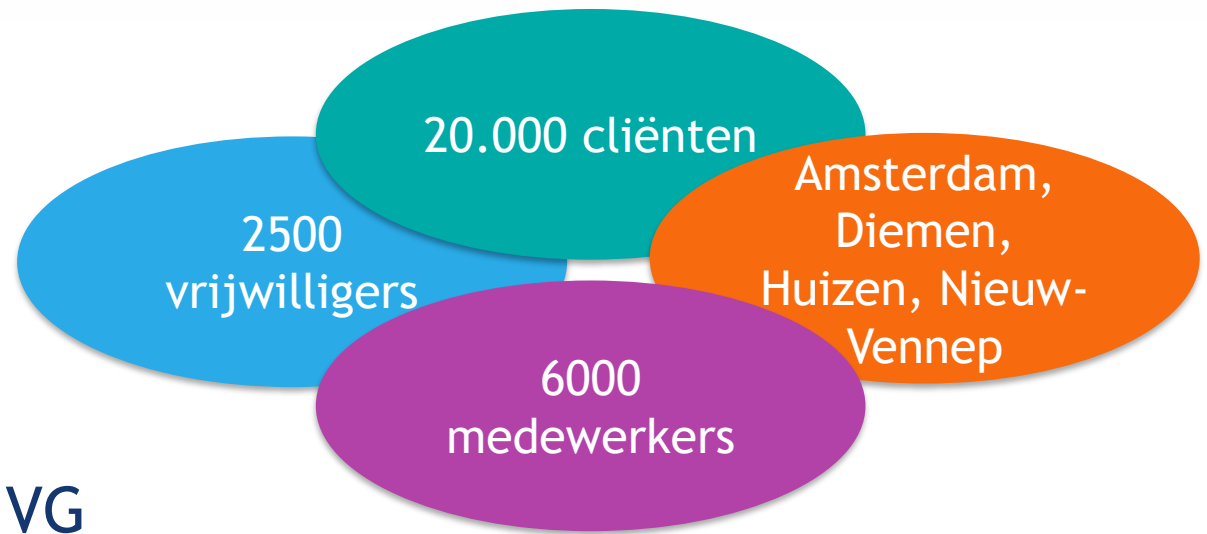 20.000 cliënten
2500
vrijwilligers
Amsterdam,
Diemen,
Huizen, Nieuw-
Vennep
6000
medewerkers
VG